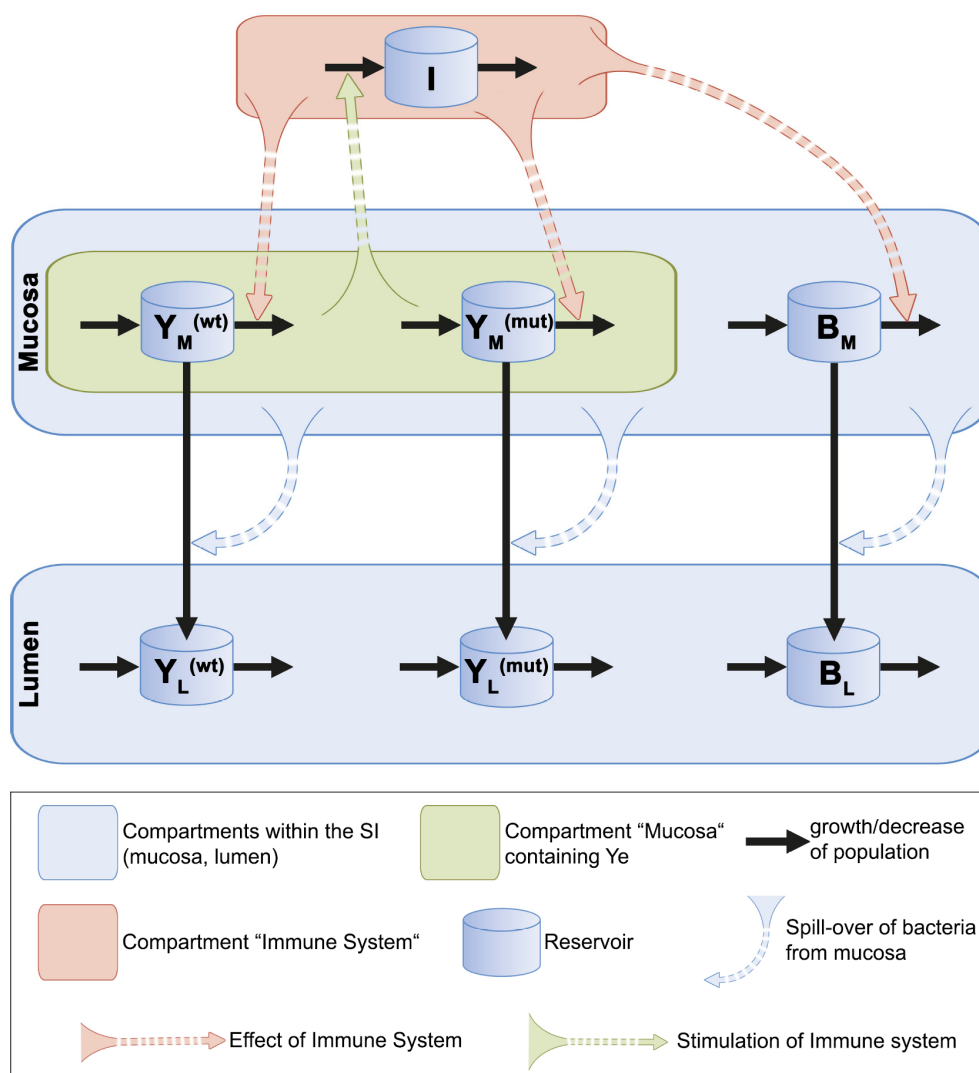 I
Mucosa
Y_M^(wt)
Y_M^(mut)
B_M
Lumen
Y_L^(wt)
Y_L^(mut)
B_L
Compartments within the SI
(mucosa, lumen)
Compartment "Mucosa“
containing Ye
growth/decrease
of population
Compartment "Immune System“
Reservoir
Spill-over of bacteria
from mucosa
Effect of Immune System
Stimulation of Immune system